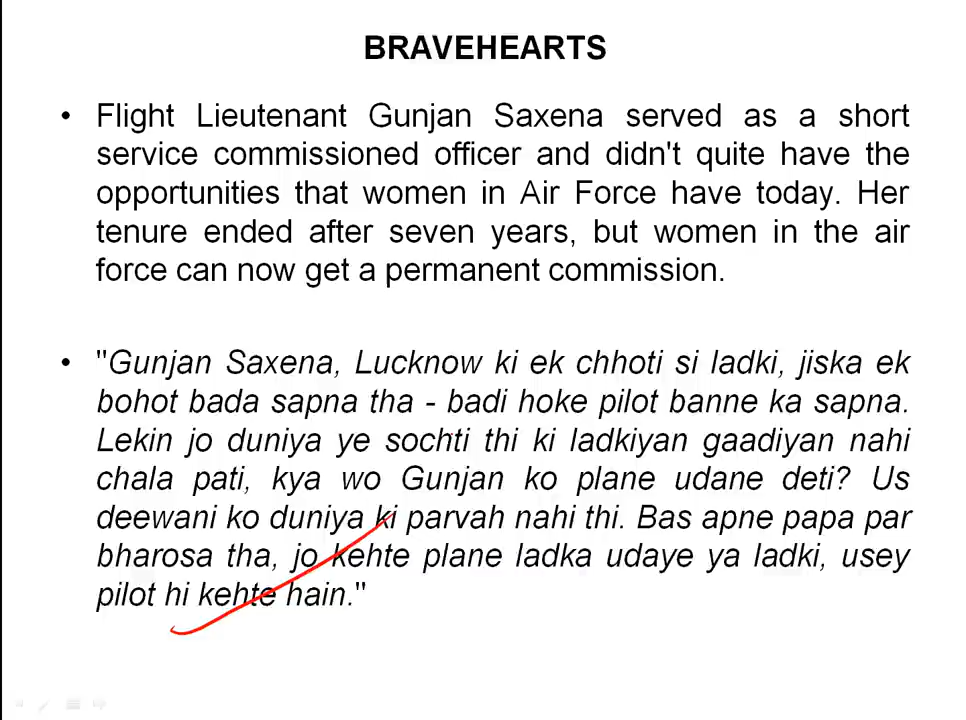 BRAVEHEARTS
• Flight Lieutenant Gunjan Saxena served as a short
service commissioned officer and didn't quite have the
opportunities that women in Air Force have today. Her
tenure ended after seven years, but women in the air
force can now get a permanent commission.
• "Gunjan Saxena, Lucknow ki ek chhoti si ladki, jiska ek
bohot bada sapna tha - badi hoke pilot banne ka sapna.
Lekin jo duniya ye sochti thi ki ladkiyan gaadiyan nahi
chala pati, kya wo Gunjan ko plane udane deti? Us
deewani ko duniya ki parvah nahi thi. Bas apne papa par
bharosa tha, jo kehte plane ladka udaye ya ladki, usey
pilot hi kehte hain."